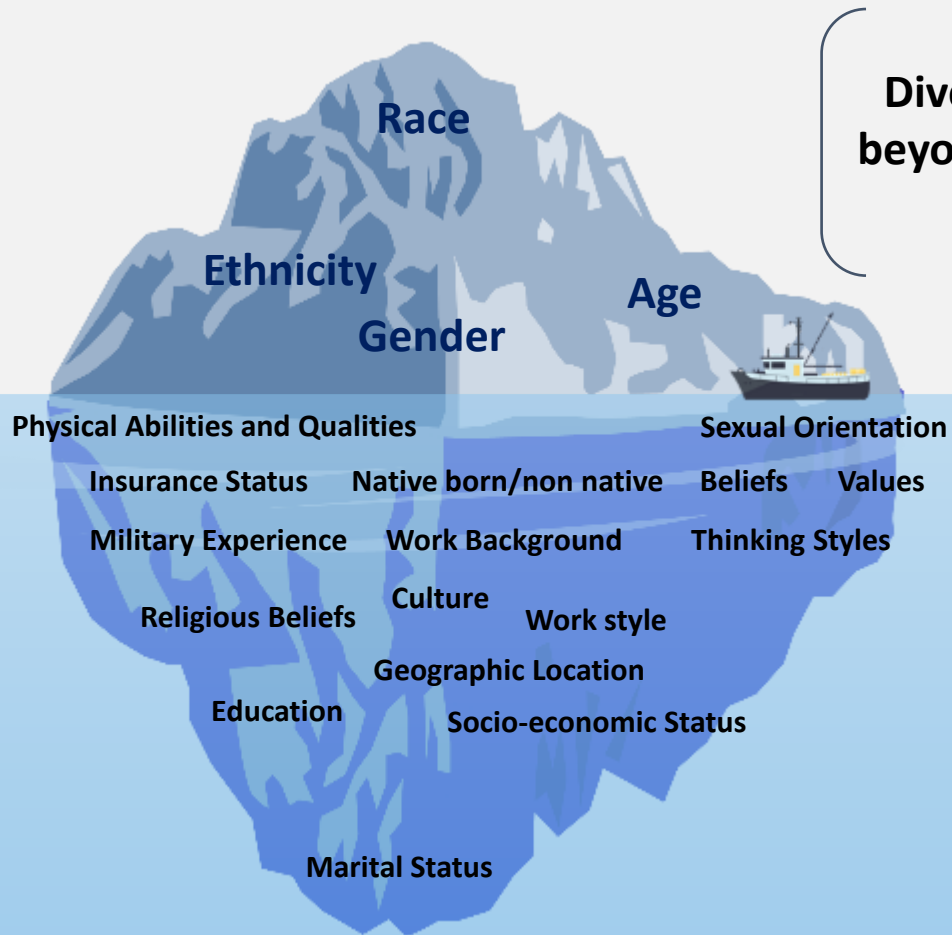 Race
Ethnicity
Age
Gender
Physical Abilities and Qualities
Sexual Orientation
Insurance Status
Native born/non native
Beliefs
Values
Military Experience
Work Background
Thinking Styles
Culture
Religious Beliefs
Work style
Geographic Location
Education
Socio-economic Status
Marital Status